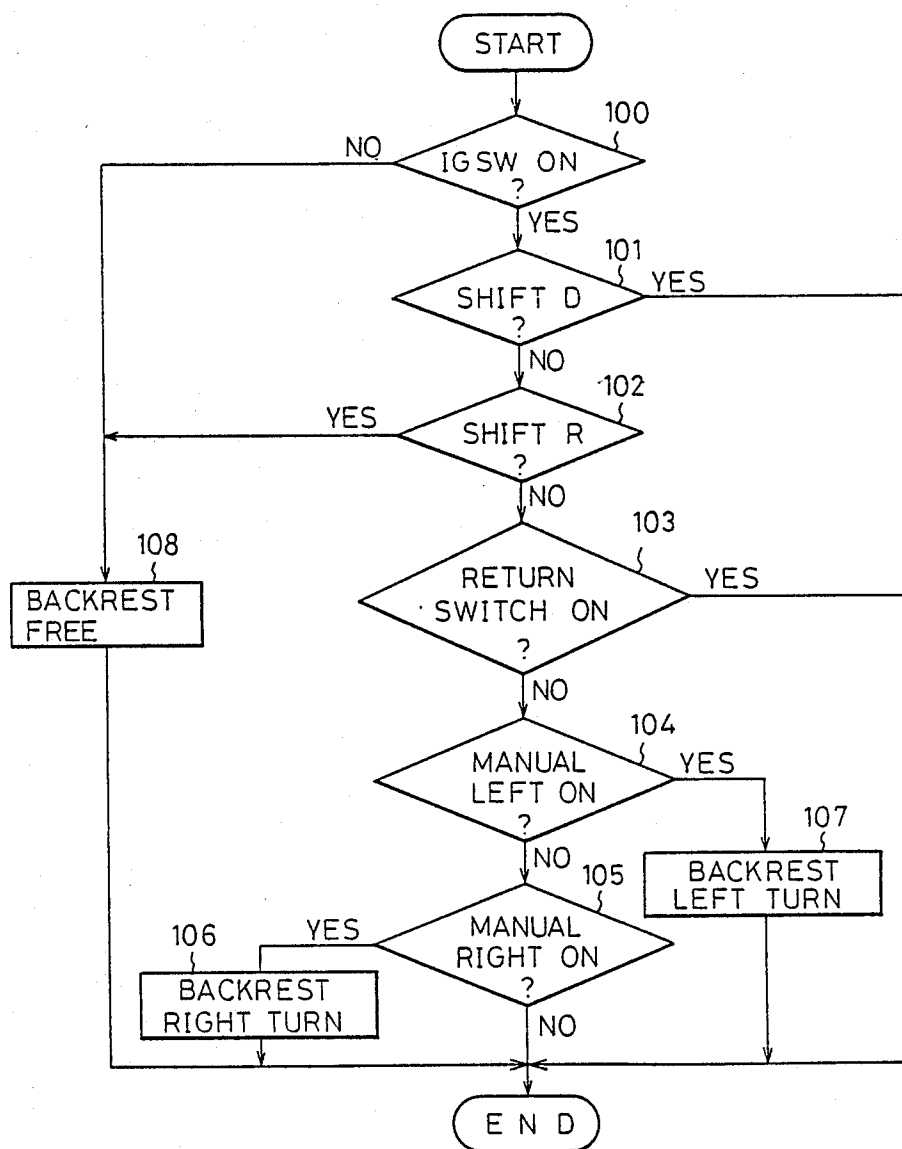 START
100
NO
IGSW ON
?
YES
101
SHIFT D
YES
?
NO
102
YES
SHIFT R
?
NO
103
108
RETURN
YES
BACKREST
SWITCH ON
FREE
?
NO
104
MANUAL
YES
LEFT ON
?
107
NO
BACKREST
105
LEFT TURN
YES
MANUAL
106
RIGHT ON
BACKREST
?
RIGHT TURN
NO
END